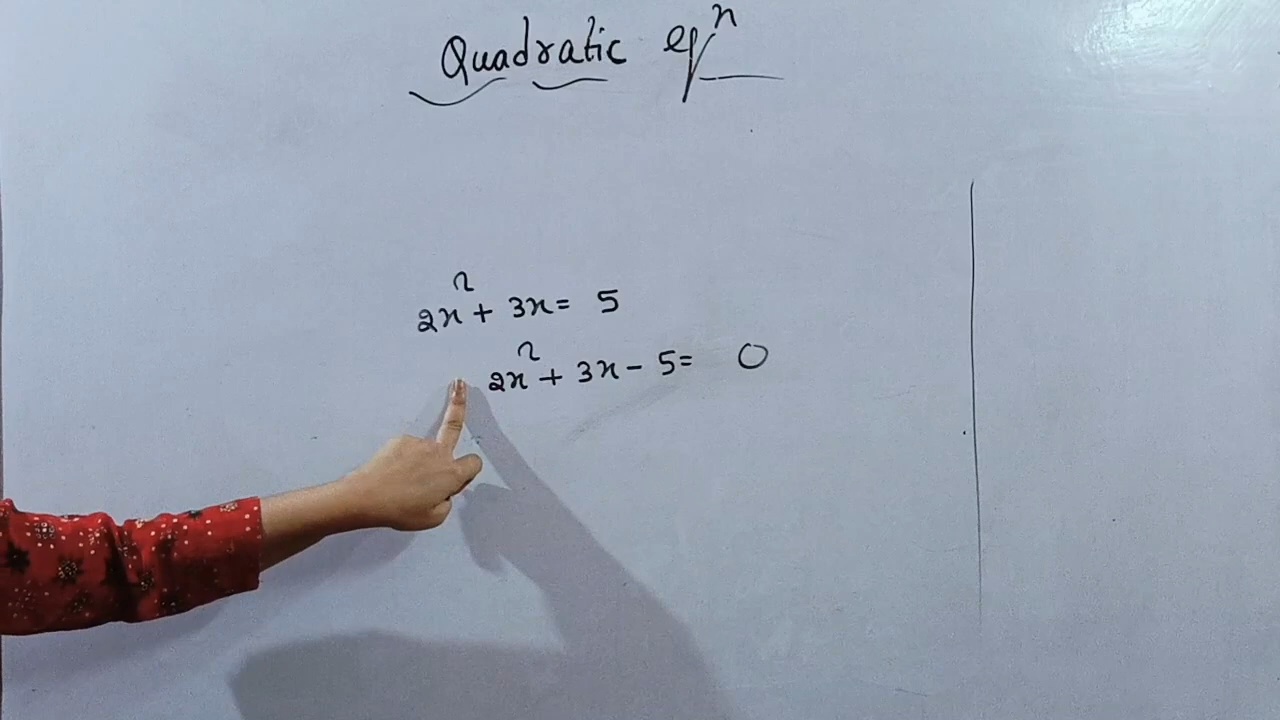 Quadratic eqⁿ
2x² + 3x = 5
2x² + 3x - 5 = 0